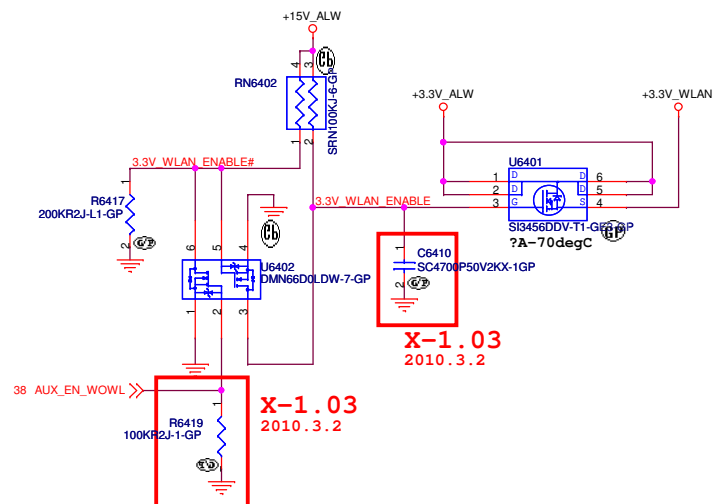 +15V_ALW
RN6402
SRN100KJ-6-GP
4
3
1
2
+3.3V_ALW
+3.3V_WLAN
3.3V_WLAN_ENABLE#
R6417
200KR2J-L1-GP
1
2
3.3V_WLAN_ENABLE
U6401
D D
D D
G S
1
2
3
6
5
4
SI3456DDV-T1-GE3-GP
?A-70degC
6
5
4
U6402
DMN66D0LDW-7-GP
1
2
3
1
C6410
SC4700P50V2KX-1GP
2
X-1.03
2010.3.2
38 AUX_EN_WOWL
1
R6419
100KR2J-1-GP
X-1.03
2010.3.2
GP